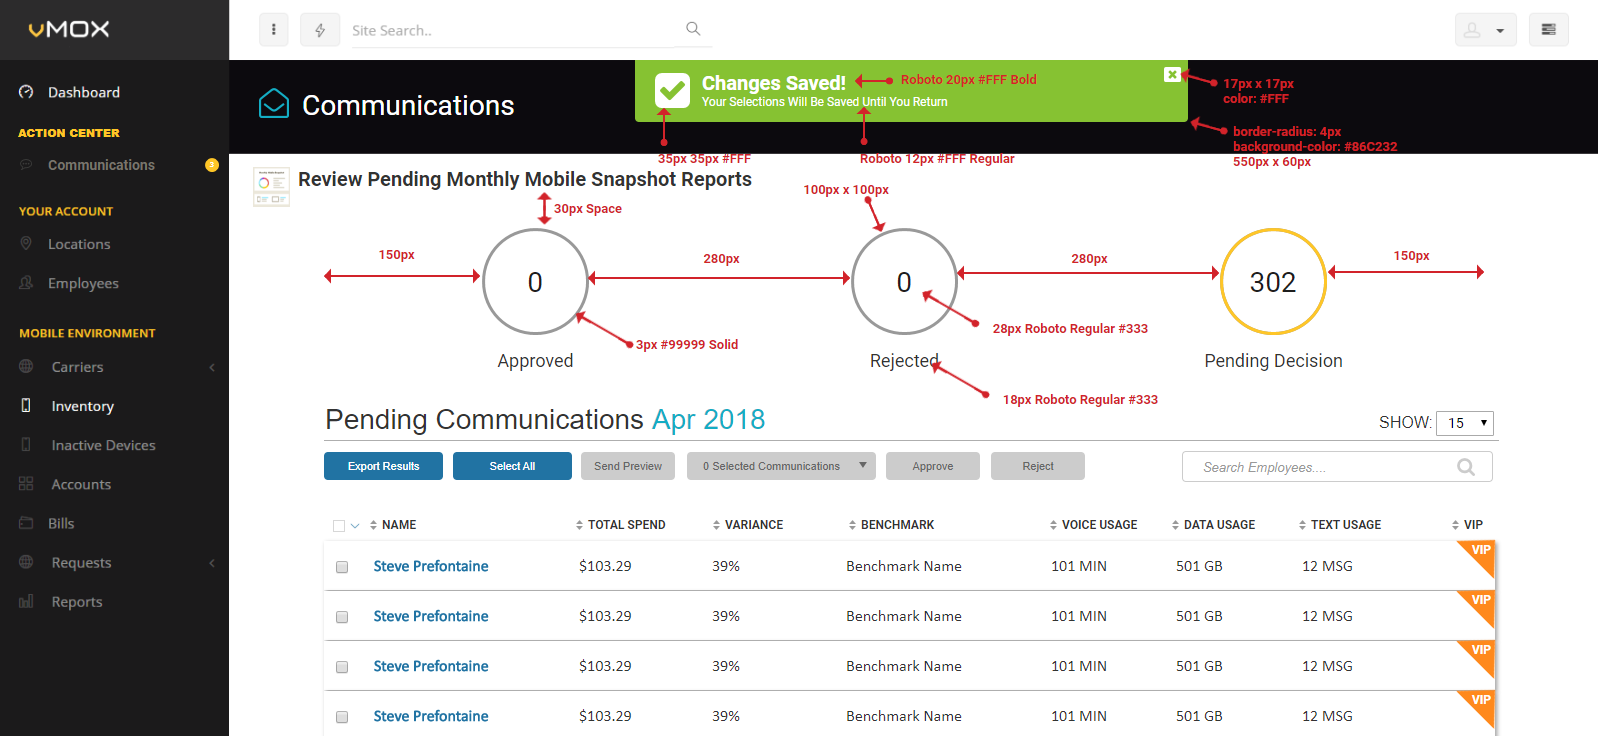 vMOX
Site Search..
Dashboard
ACTION CENTER
Communications 3
YOUR ACCOUNT
Locations
Employees
MOBILE ENVIRONMENT
Carriers
Inventory
Inactive Devices
Accounts
Bills
Requests
Reports
Communications
Changes Saved!
Your Selections Will Be Saved Until You Return
Roboto 20px #FFF Bold
17px x 17px
color: #FFF
border-radius: 4px
background-color: #86C232
550px x 60px
35px 35px #FFF
Roboto 12px #FFF Regular
Review Pending Monthly Mobile Snapshot Reports
100px x 100px
30px Space
150px
280px
280px
150px
0
0
302
28px Roboto Regular #333
3px #99999 Solid
Approved
Rejected
Pending Decision
18px Roboto Regular #333
Pending Communications Apr 2018
SHOW: 15
Export Results
Select All
Send Preview
0 Selected Communications
Approve
Reject
Search Employees....
NAME TOTAL SPEND VARIANCE BENCHMARK VOICE USAGE DATA USAGE TEXT USAGE VIP
Steve Prefontaine $103.29 39% Benchmark Name 101 MIN 501 GB 12 MSG VIP
Steve Prefontaine $103.29 39% Benchmark Name 101 MIN 501 GB 12 MSG VIP
Steve Prefontaine $103.29 39% Benchmark Name 101 MIN 501 GB 12 MSG VIP
Steve Prefontaine $103.29 39% Benchmark Name 101 MIN 501 GB 12 MSG VIP